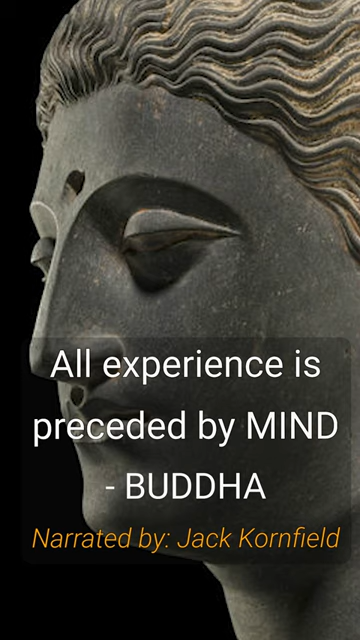 All experience is
preceded by MIND
- BUDDHA
Narrated by: Jack Kornfield